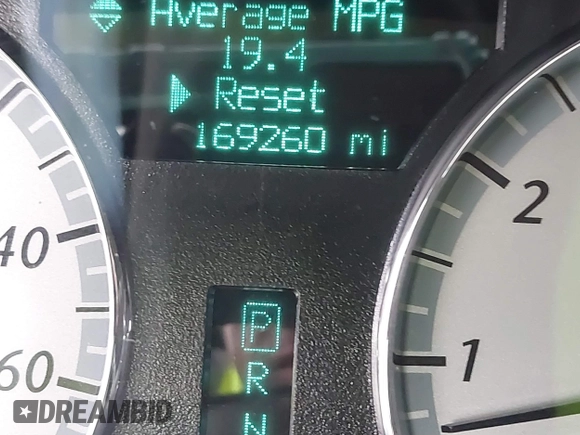 Average MPG
19.4
Reset
169260 mi
40
60
2
1
P
R
N
DREAMBID